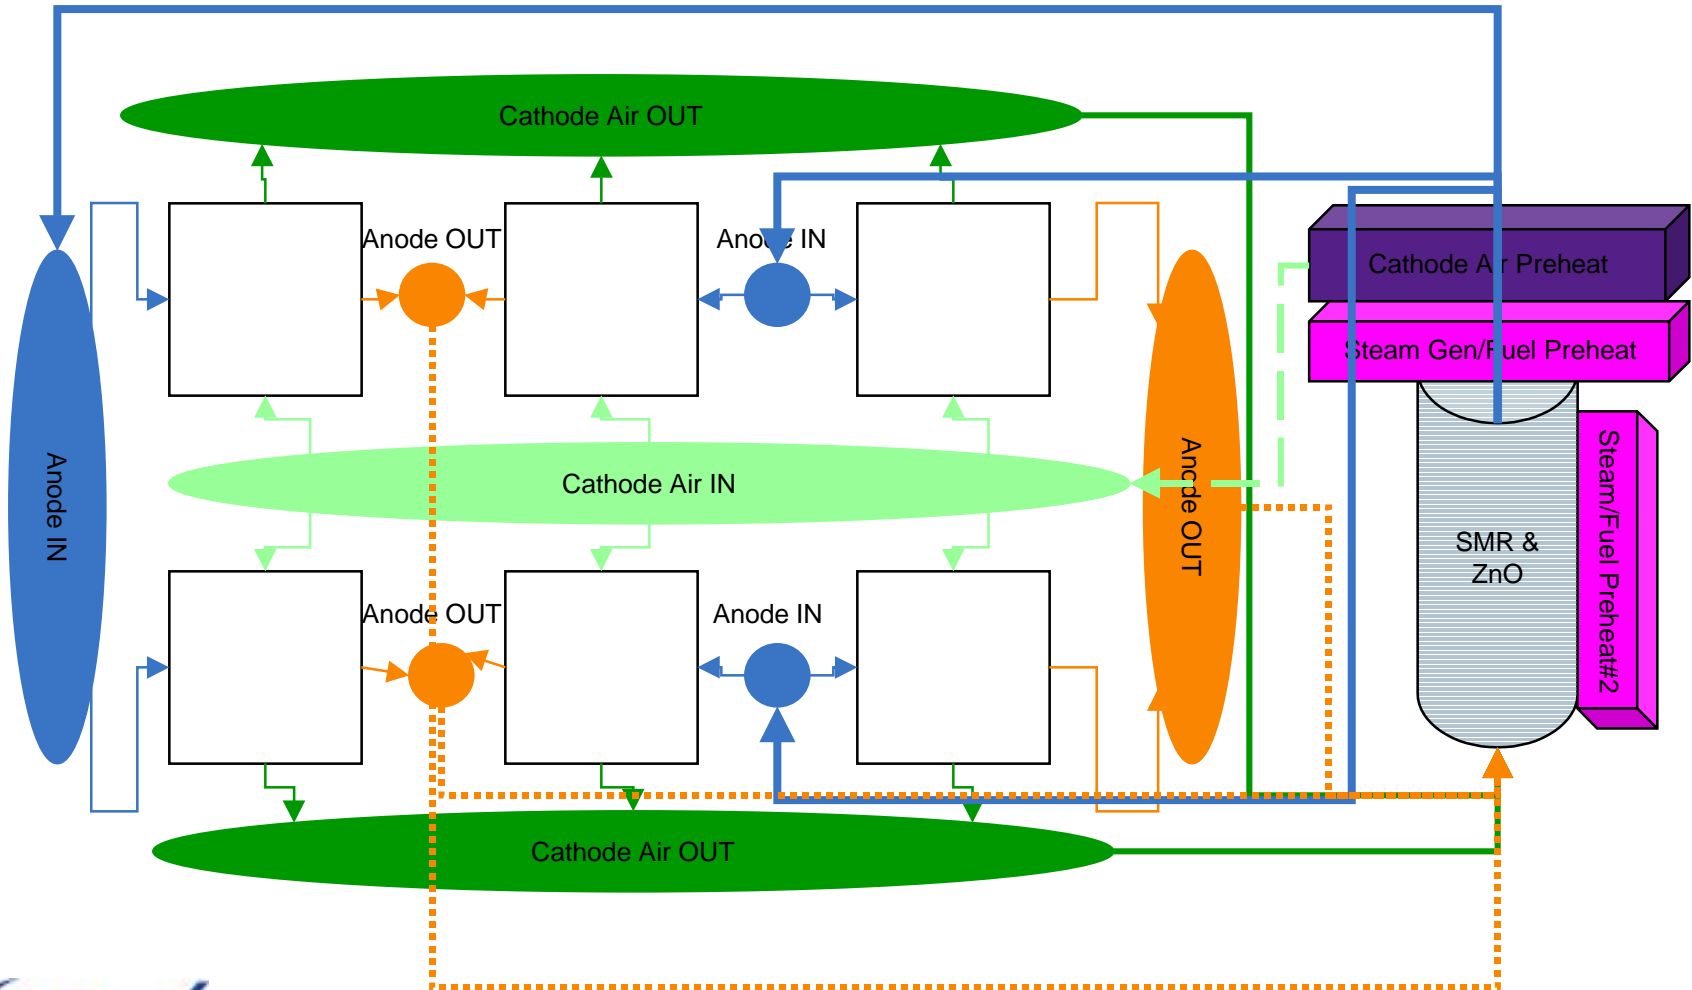 Cathode Air OUT
Anode OUT
Anode IN
Cathode Air Preheat
Steam Gen/Fuel Preheat
Anode IN
Cathode Air IN
Anode OUT
Steam/Fuel Preheat#2
SMR &
ZnO
Anode OUT
Anode IN
Cathode Air OUT